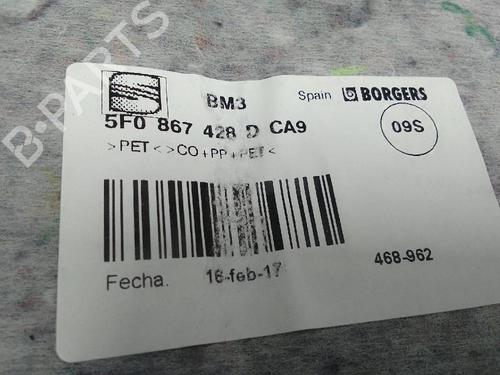 B-PARTS
BM3
Spain BORGERS
5F0 867 428 D CA9
09S
>PET< >CO+PP+PET<
468-962
Fecha. 16-feb-17